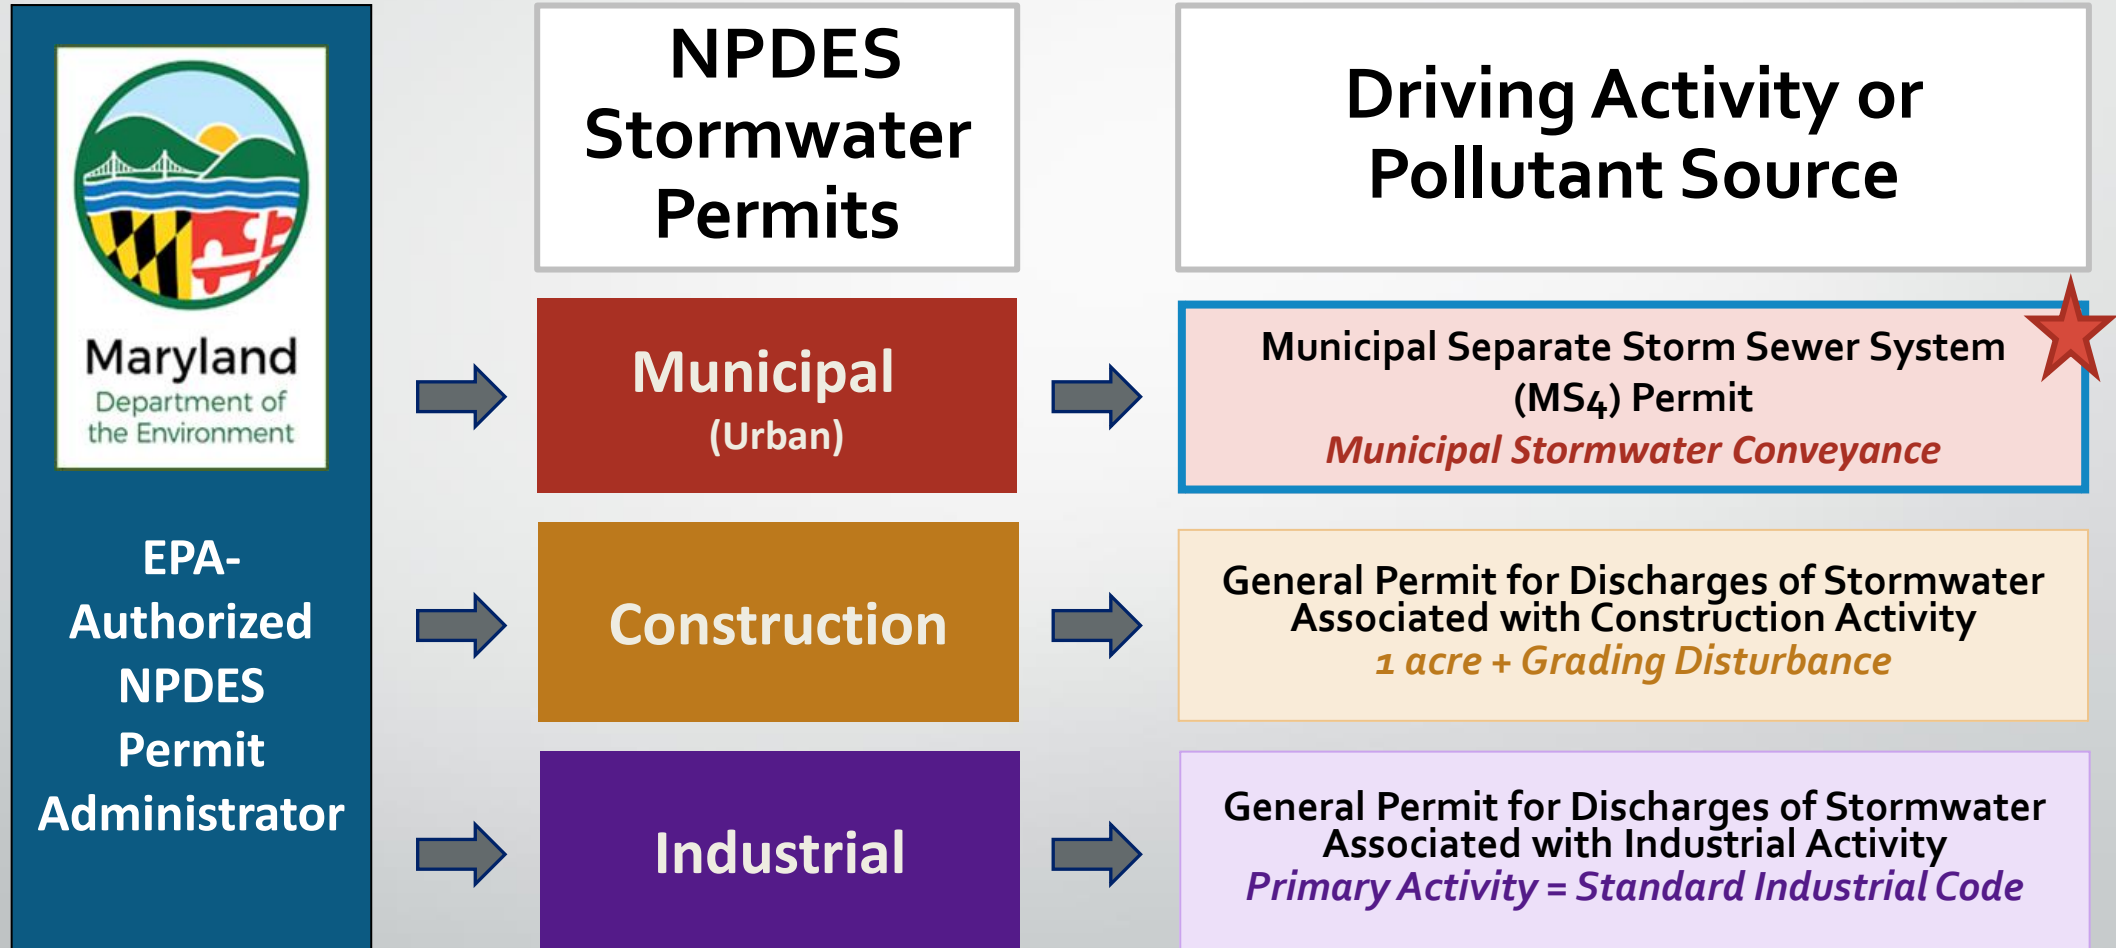 Maryland
Department of
the Environment
EPA-
Authorized
NPDES
Permit
Administrator
NPDES
Stormwater
Permits
Driving Activity or
Pollutant Source
Municipal
(Urban)
Municipal Separate Storm Sewer System
(MS4) Permit
Municipal Stormwater Conveyance
Construction
General Permit for Discharges of Stormwater
Associated with Construction Activity
1 acre + Grading Disturbance
Industrial
General Permit for Discharges of Stormwater
Associated with Industrial Activity
Primary Activity = Standard Industrial Code